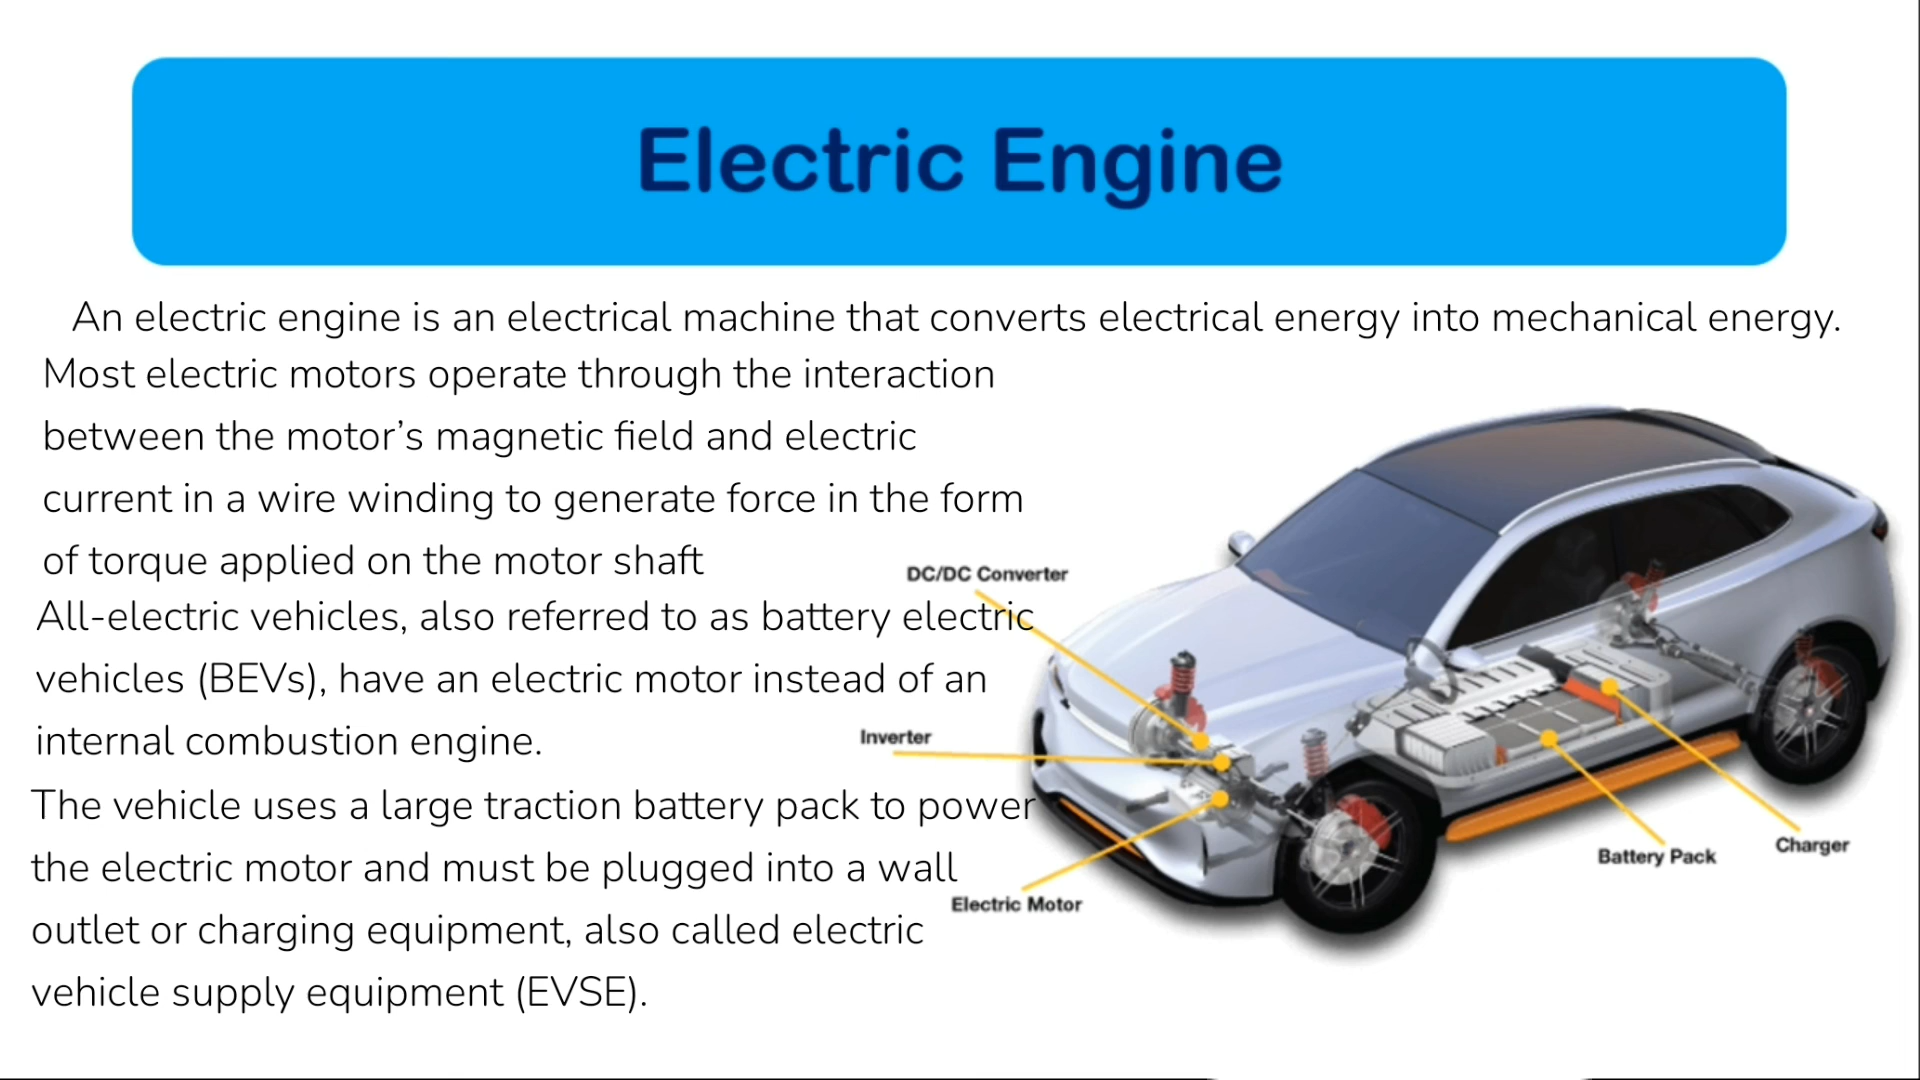 Electric Engine
An electric engine is an electrical machine that converts electrical energy into mechanical energy.
Most electric motors operate through the interaction
between the motor’s magnetic field and electric
current in a wire winding to generate force in the form
of torque applied on the motor shaft
DC/DC Converter
All-electric vehicles, also referred to as battery electric
vehicles (BEVs), have an electric motor instead of an
internal combustion engine.
Inverter
The vehicle uses a large traction battery pack to power
the electric motor and must be plugged into a wall
outlet or charging equipment, also called electric
vehicle supply equipment (EVSE).
Electric Motor
Battery Pack
Charger